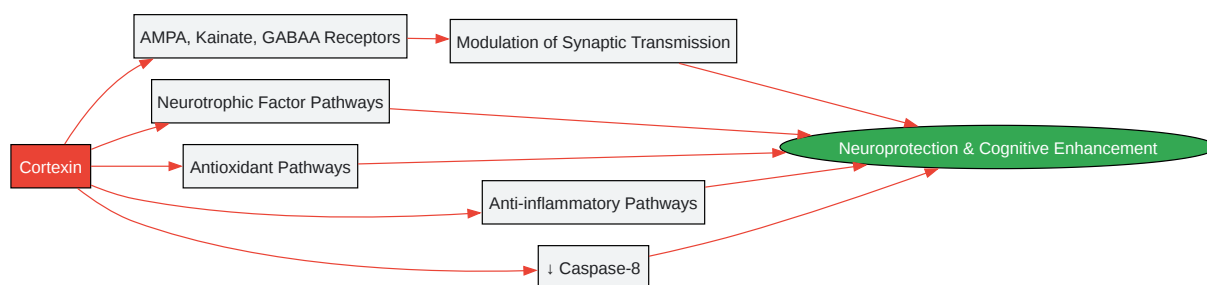 AMPA, Kainate, GABAA Receptors
Modulation of Synaptic Transmission
Neurotrophic Factor Pathways
Neuroprotection & Cognitive Enhancement
Cortexin
Antioxidant Pathways
Anti-inflammatory Pathways
↓ Caspase-8